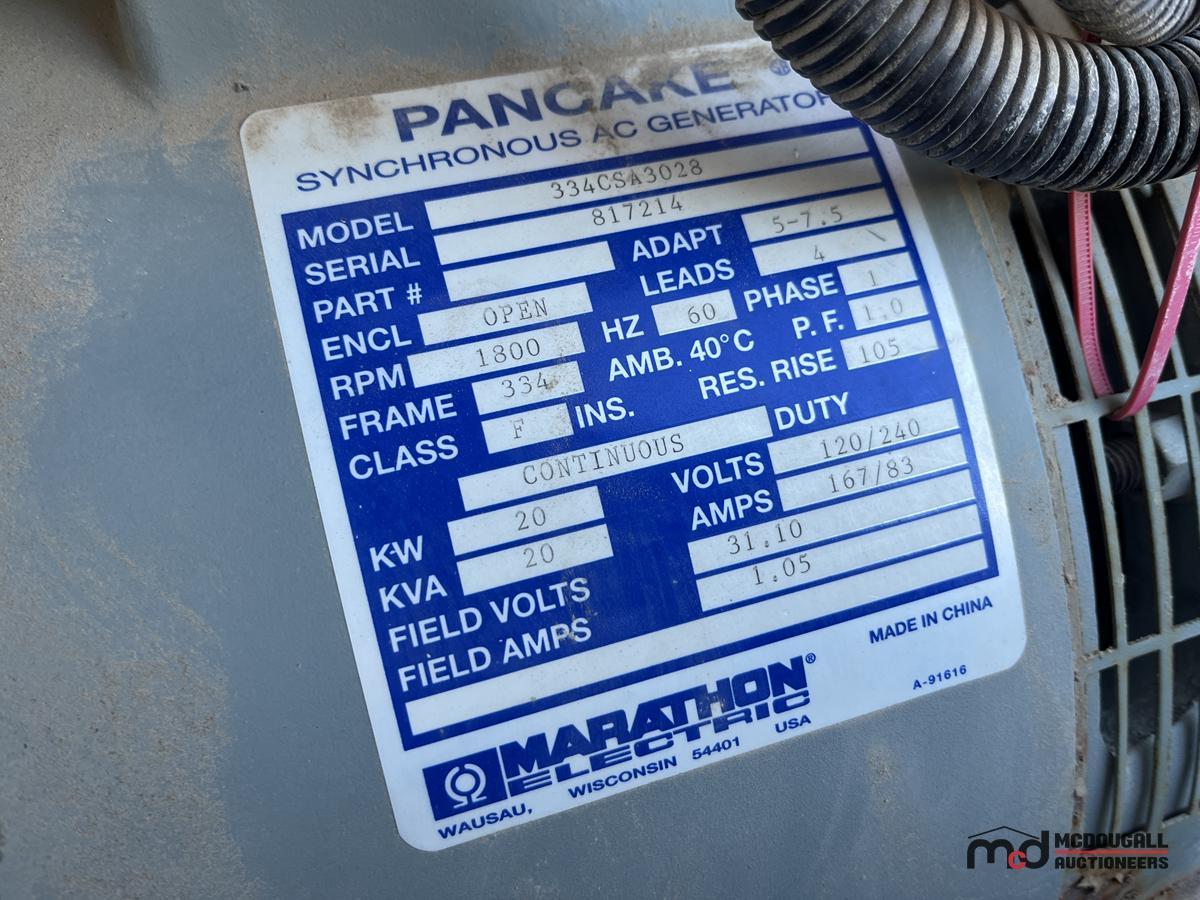 PANCAKE
SYNCHRONOUS AC GENERATOR
MODEL 334CSA3028
SERIAL 817214
PART # ADAPT 5-7.5
ENCL OPEN LEADS 4
RPM 1800 HZ 60 PHASE 1
FRAME 334 AMB. 40°C P.F. 1.0
CLASS F INS. RES. RISE 105
CONTINUOUS DUTY
KW 20 VOLTS 120/240
KVA 20 AMPS 167/83
FIELD VOLTS 31.10
FIELD AMPS 1.05
MADE IN CHINA
A-91616
MARATHON®
ELECTRIC
WAUSAU, WISCONSIN 54401 USA
mcd MCDOUGALL
AUCTIONEERS